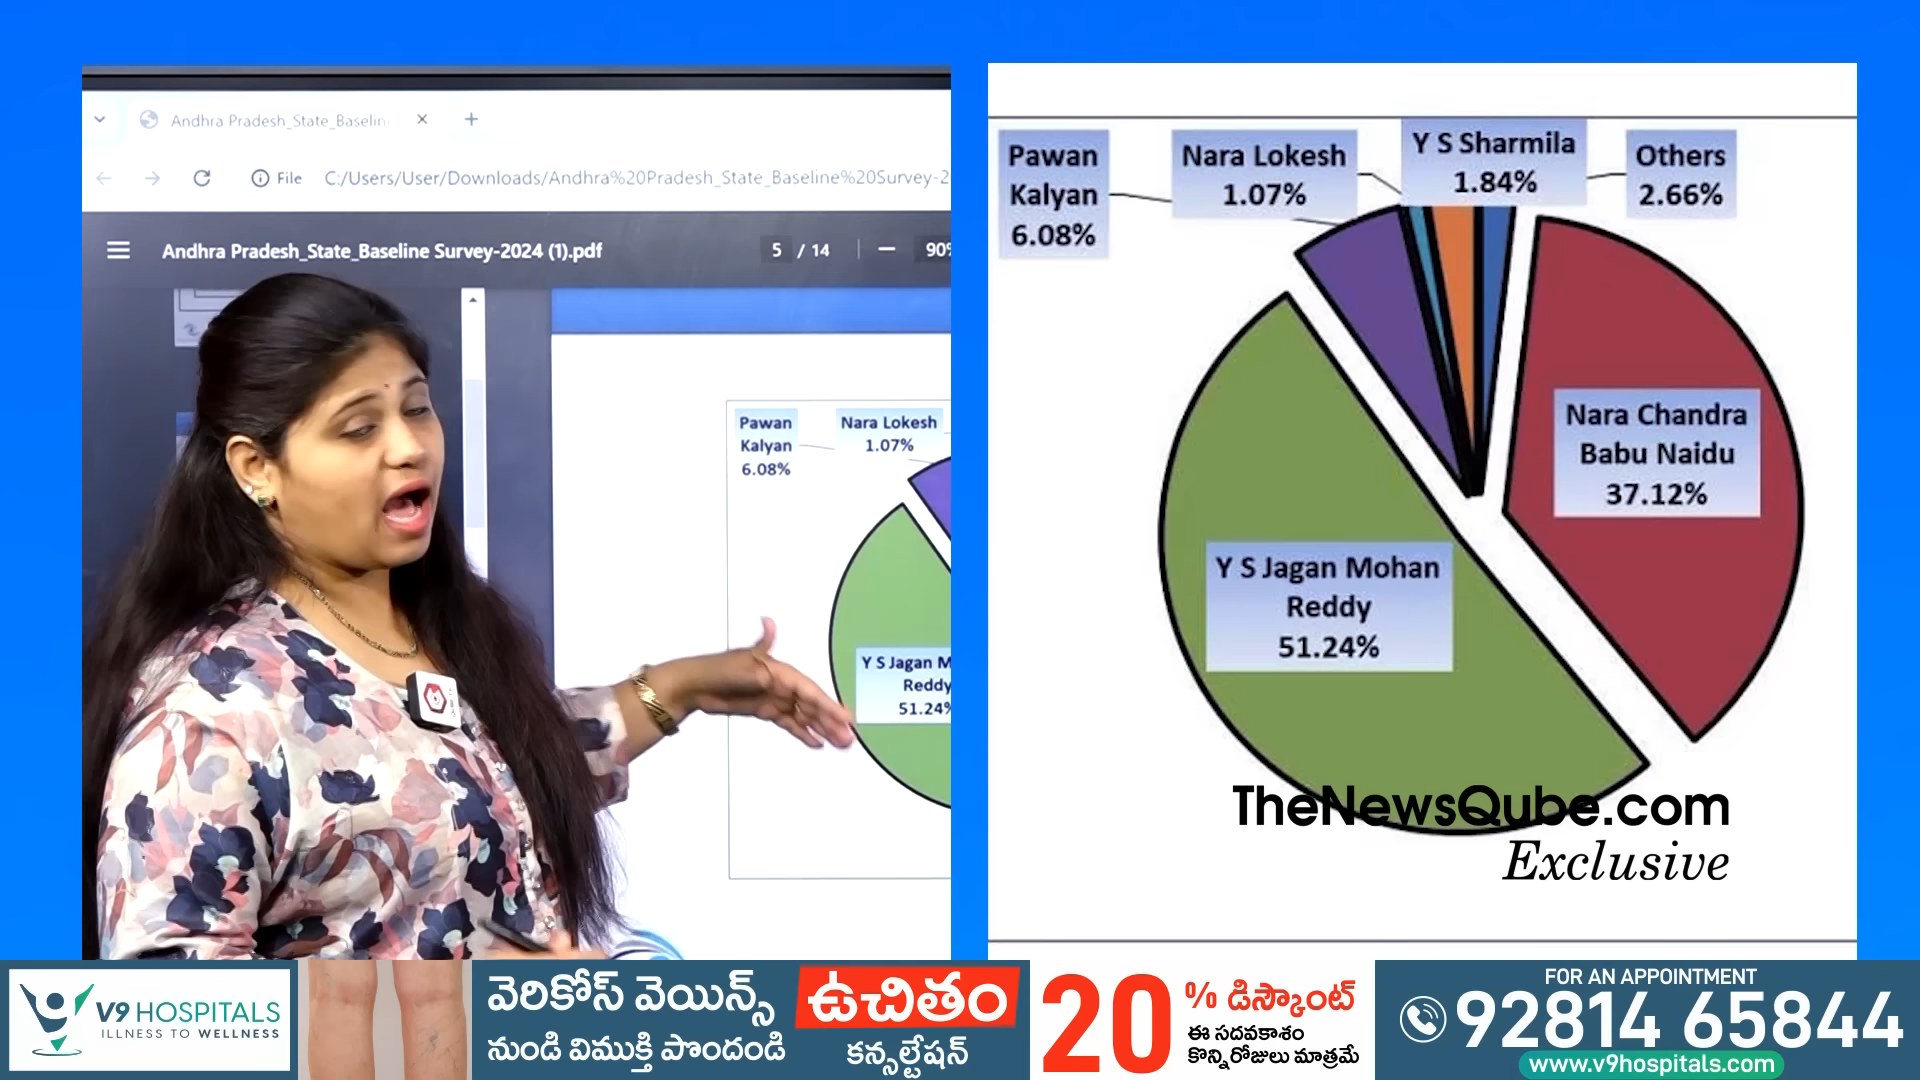 Andhra Pradesh_State_Baselin
File
C:/Users/User/Downloads/Andhra%20Pradesh_State_Baseline%20Survey-2
Andhra Pradesh_State_Baseline Survey-2024 (1).pdf
5 / 14
90%
Pawan
Kalyan
6.08%
Nara Lokesh
1.07%
Y S Jagan M
Reddy
51.24%
Pawan
Kalyan
6.08%
Nara Lokesh
1.07%
Y S Sharmila
1.84%
Others
2.66%
Nara Chandra
Babu Naidu
37.12%
Y S Jagan Mohan
Reddy
51.24%
TheNewsQube.com
Exclusive
V9 HOSPITALS
ILLNESS TO WELLNESS
వెరికోస్ వెయిన్స్
నుండి విముక్తి పొందండి
ఉచితం
కన్సల్టేషన్
20% డిస్కౌంట్
ఈ సదవకాశం
కొన్నిరోజులు మాత్రమే
FOR AN APPOINTMENT
92814 65844
www.v9hospitals.com